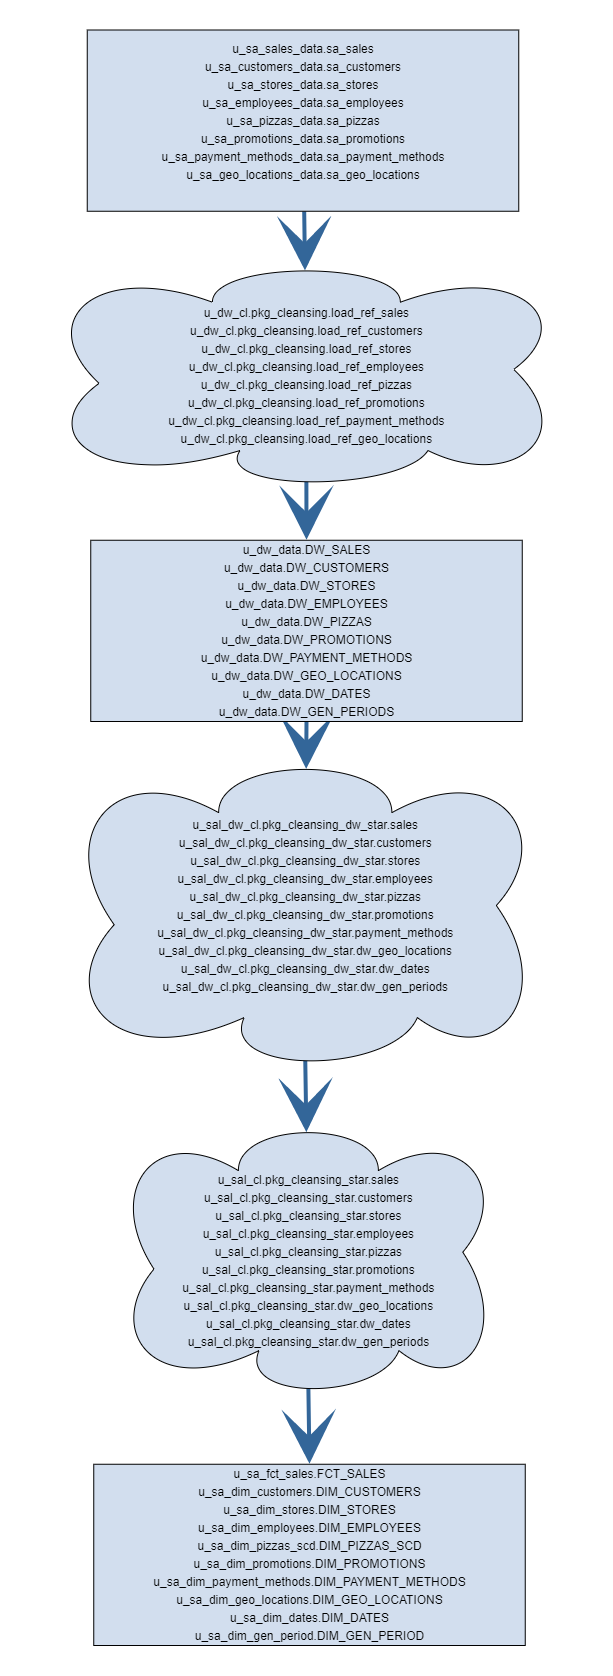 u_sa_sales_data.sa_sales
u_sa_customers_data.sa_customers
u_sa_stores_data.sa_stores
u_sa_employees_data.sa_employees
u_sa_pizzas_data.sa_pizzas
u_sa_promotions_data.sa_promotions
u_sa_payment_methods_data.sa_payment_methods
u_sa_geo_locations_data.sa_geo_locations
u_dw_cl.pkg_cleansing.load_ref_sales
u_dw_cl.pkg_cleansing.load_ref_customers
u_dw_cl.pkg_cleansing.load_ref_stores
u_dw_cl.pkg_cleansing.load_ref_employees
u_dw_cl.pkg_cleansing.load_ref_pizzas
u_dw_cl.pkg_cleansing.load_ref_promotions
u_dw_cl.pkg_cleansing.load_ref_payment_methods
u_dw_cl.pkg_cleansing.load_ref_geo_locations
u_dw_data.DW_SALES
u_dw_data.DW_CUSTOMERS
u_dw_data.DW_STORES
u_dw_data.DW_EMPLOYEES
u_dw_data.DW_PIZZAS
u_dw_data.DW_PROMOTIONS
u_dw_data.DW_PAYMENT_METHODS
u_dw_data.DW_GEO_LOCATIONS
u_dw_data.DW_DATES
u_dw_data.DW_GEN_PERIODS
u_sal_dw_cl.pkg_cleansing_dw_star.sales
u_sal_dw_cl.pkg_cleansing_dw_star.customers
u_sal_dw_cl.pkg_cleansing_dw_star.stores
u_sal_dw_cl.pkg_cleansing_dw_star.employees
u_sal_dw_cl.pkg_cleansing_dw_star.pizzas
u_sal_dw_cl.pkg_cleansing_dw_star.promotions
u_sal_dw_cl.pkg_cleansing_dw_star.payment_methods
u_sal_dw_cl.pkg_cleansing_dw_star.dw_geo_locations
u_sal_dw_cl.pkg_cleansing_dw_star.dw_dates
u_sal_dw_cl.pkg_cleansing_dw_star.dw_gen_periods
u_sal_cl.pkg_cleansing_star.sales
u_sal_cl.pkg_cleansing_star.customers
u_sal_cl.pkg_cleansing_star.stores
u_sal_cl.pkg_cleansing_star.employees
u_sal_cl.pkg_cleansing_star.pizzas
u_sal_cl.pkg_cleansing_star.promotions
u_sal_cl.pkg_cleansing_star.payment_methods
u_sal_cl.pkg_cleansing_star.dw_geo_locations
u_sal_cl.pkg_cleansing_star.dw_dates
u_sal_cl.pkg_cleansing_star.dw_gen_periods
u_sa_fct_sales.FCT_SALES
u_sa_dim_customers.DIM_CUSTOMERS
u_sa_dim_stores.DIM_STORES
u_sa_dim_employees.DIM_EMPLOYEES
u_sa_dim_pizzas_scd.DIM_PIZZAS_SCD
u_sa_dim_promotions.DIM_PROMOTIONS
u_sa_dim_payment_methods.DIM_PAYMENT_METHODS
u_sa_dim_geo_locations.DIM_GEO_LOCATIONS
u_sa_dim_dates.DIM_DATES
u_sa_dim_gen_period.DIM_GEN_PERIOD